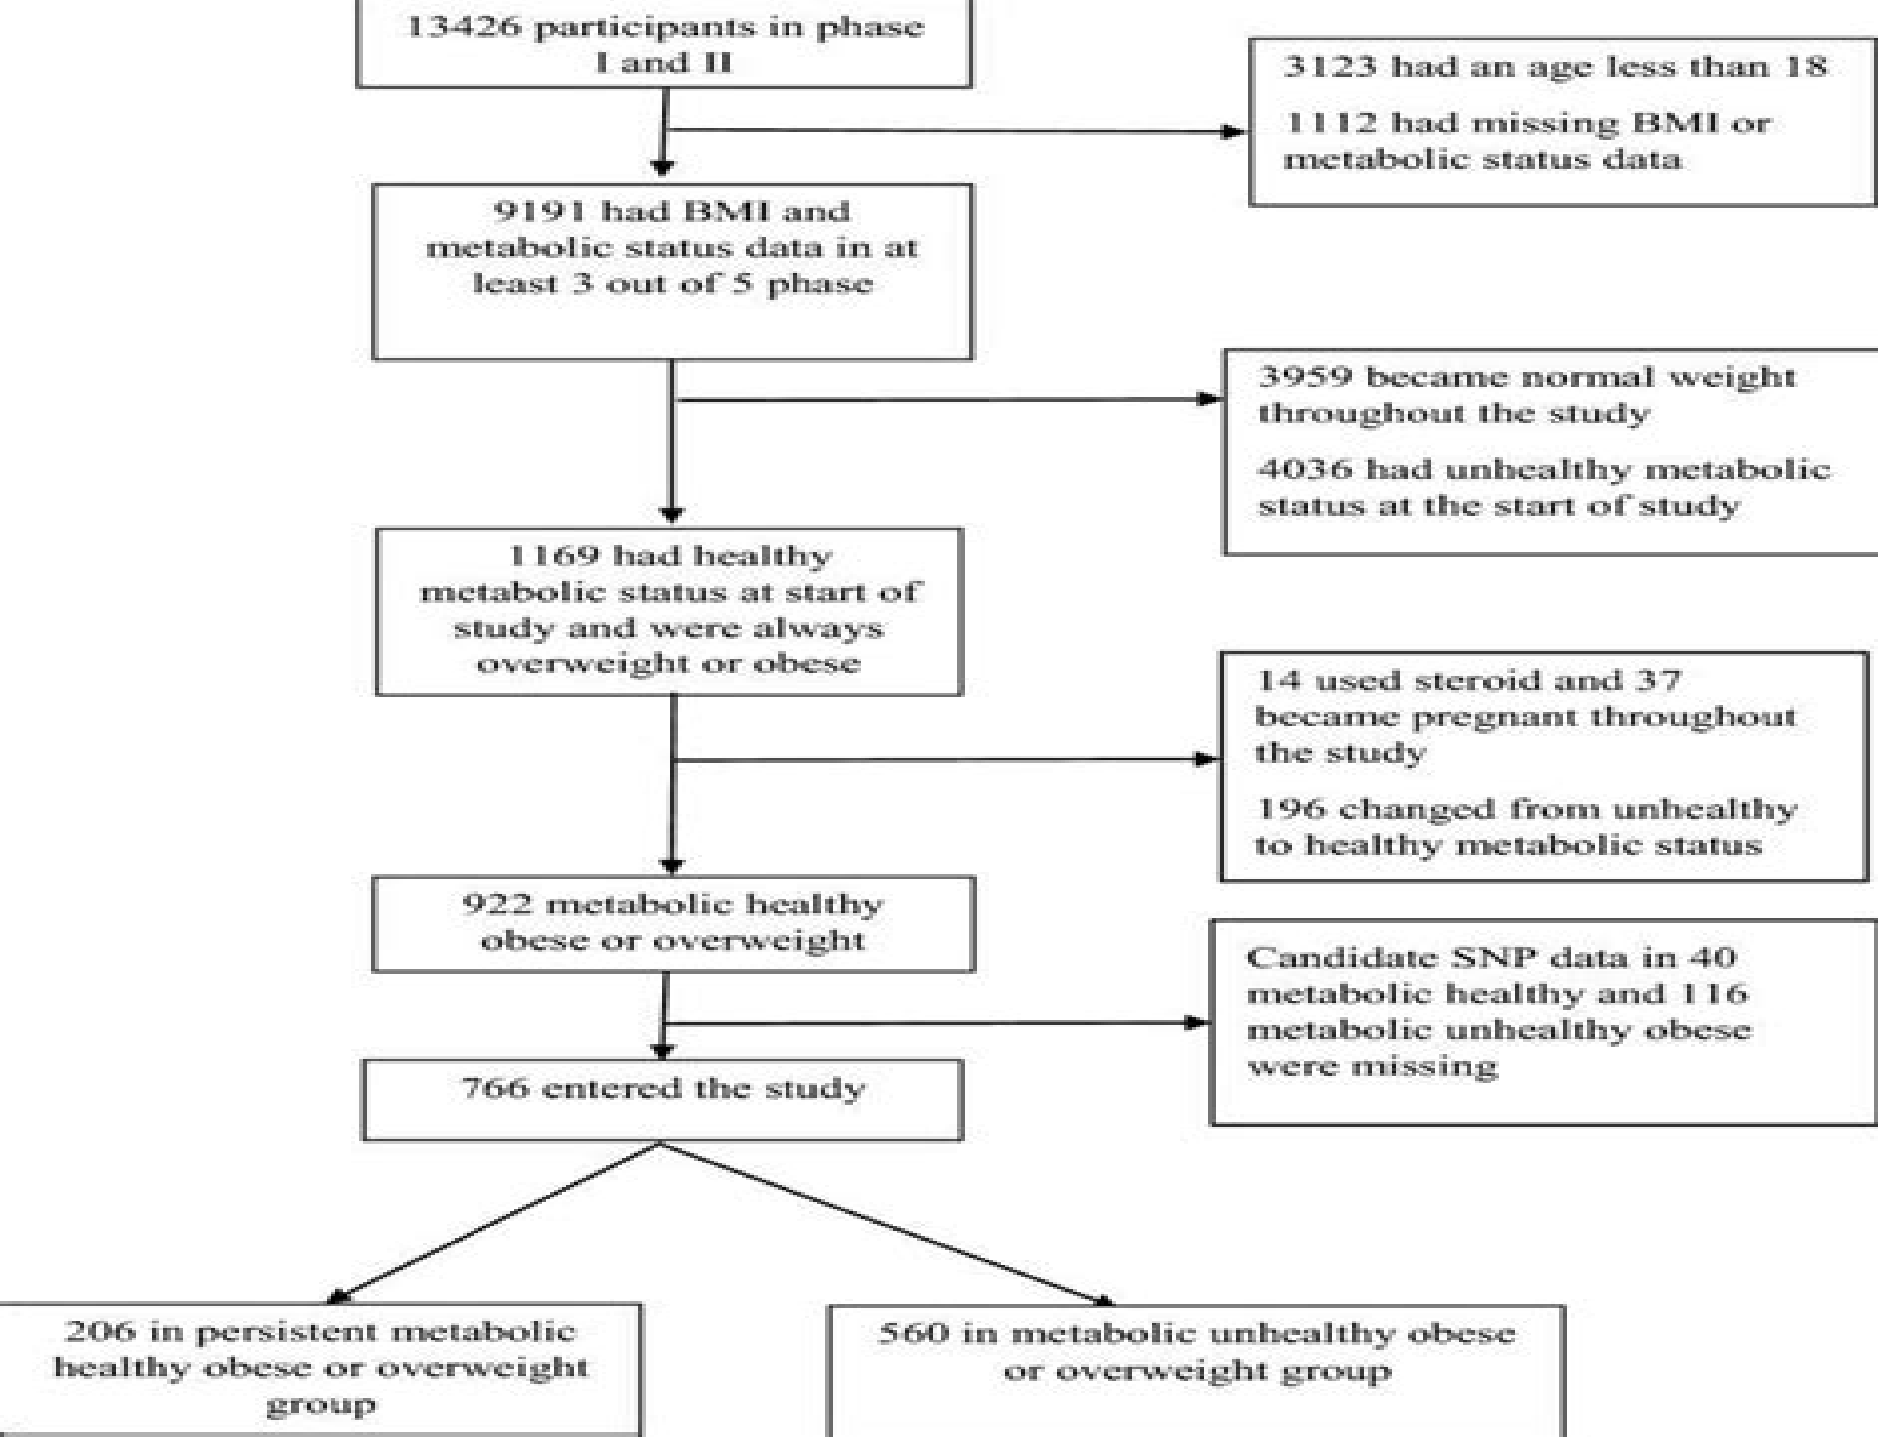 13426 participants in phase
I and II
3123 had an age less than 18
1112 had missing BMI or
metabolic status data
9191 had BMI and
metabolic status data in at
least 3 out of 5 phase
3959 became normal weight
throughout the study
4036 had unhealthy metabolic
status at the start of study
1169 had healthy
metabolic status at start of
study and were always
overweight or obese
14 used steroid and 37
became pregnant throughout
the study
196 changed from unhealthy
to healthy metabolic status
922 metabolic healthy
obese or overweight
Candidate SNP data in 40
metabolic healthy and 116
metabolic unhealthy obese
were missing
766 entered the study
206 in persistent metabolic
healthy obese or overweight
group
560 in metabolic unhealthy obese
or overweight group